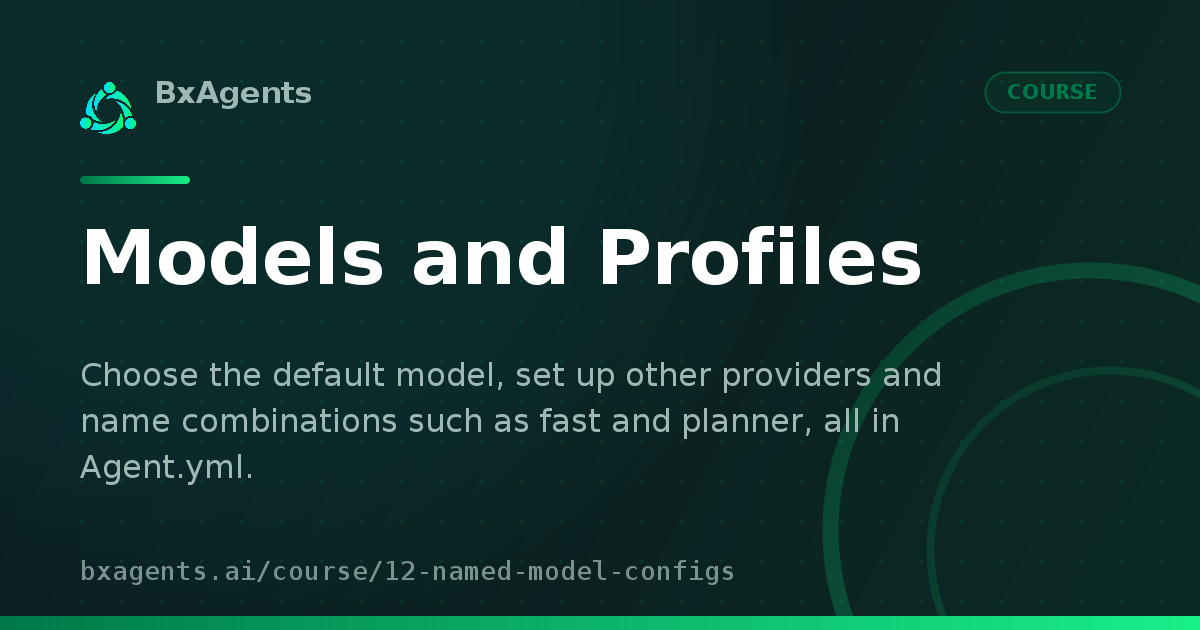 BxAgents
COURSE
Models and Profiles
Choose the default model, set up other providers and
name combinations such as fast and planner, all in
Agent.yml.
bxagents.ai/course/12-named-model-configs